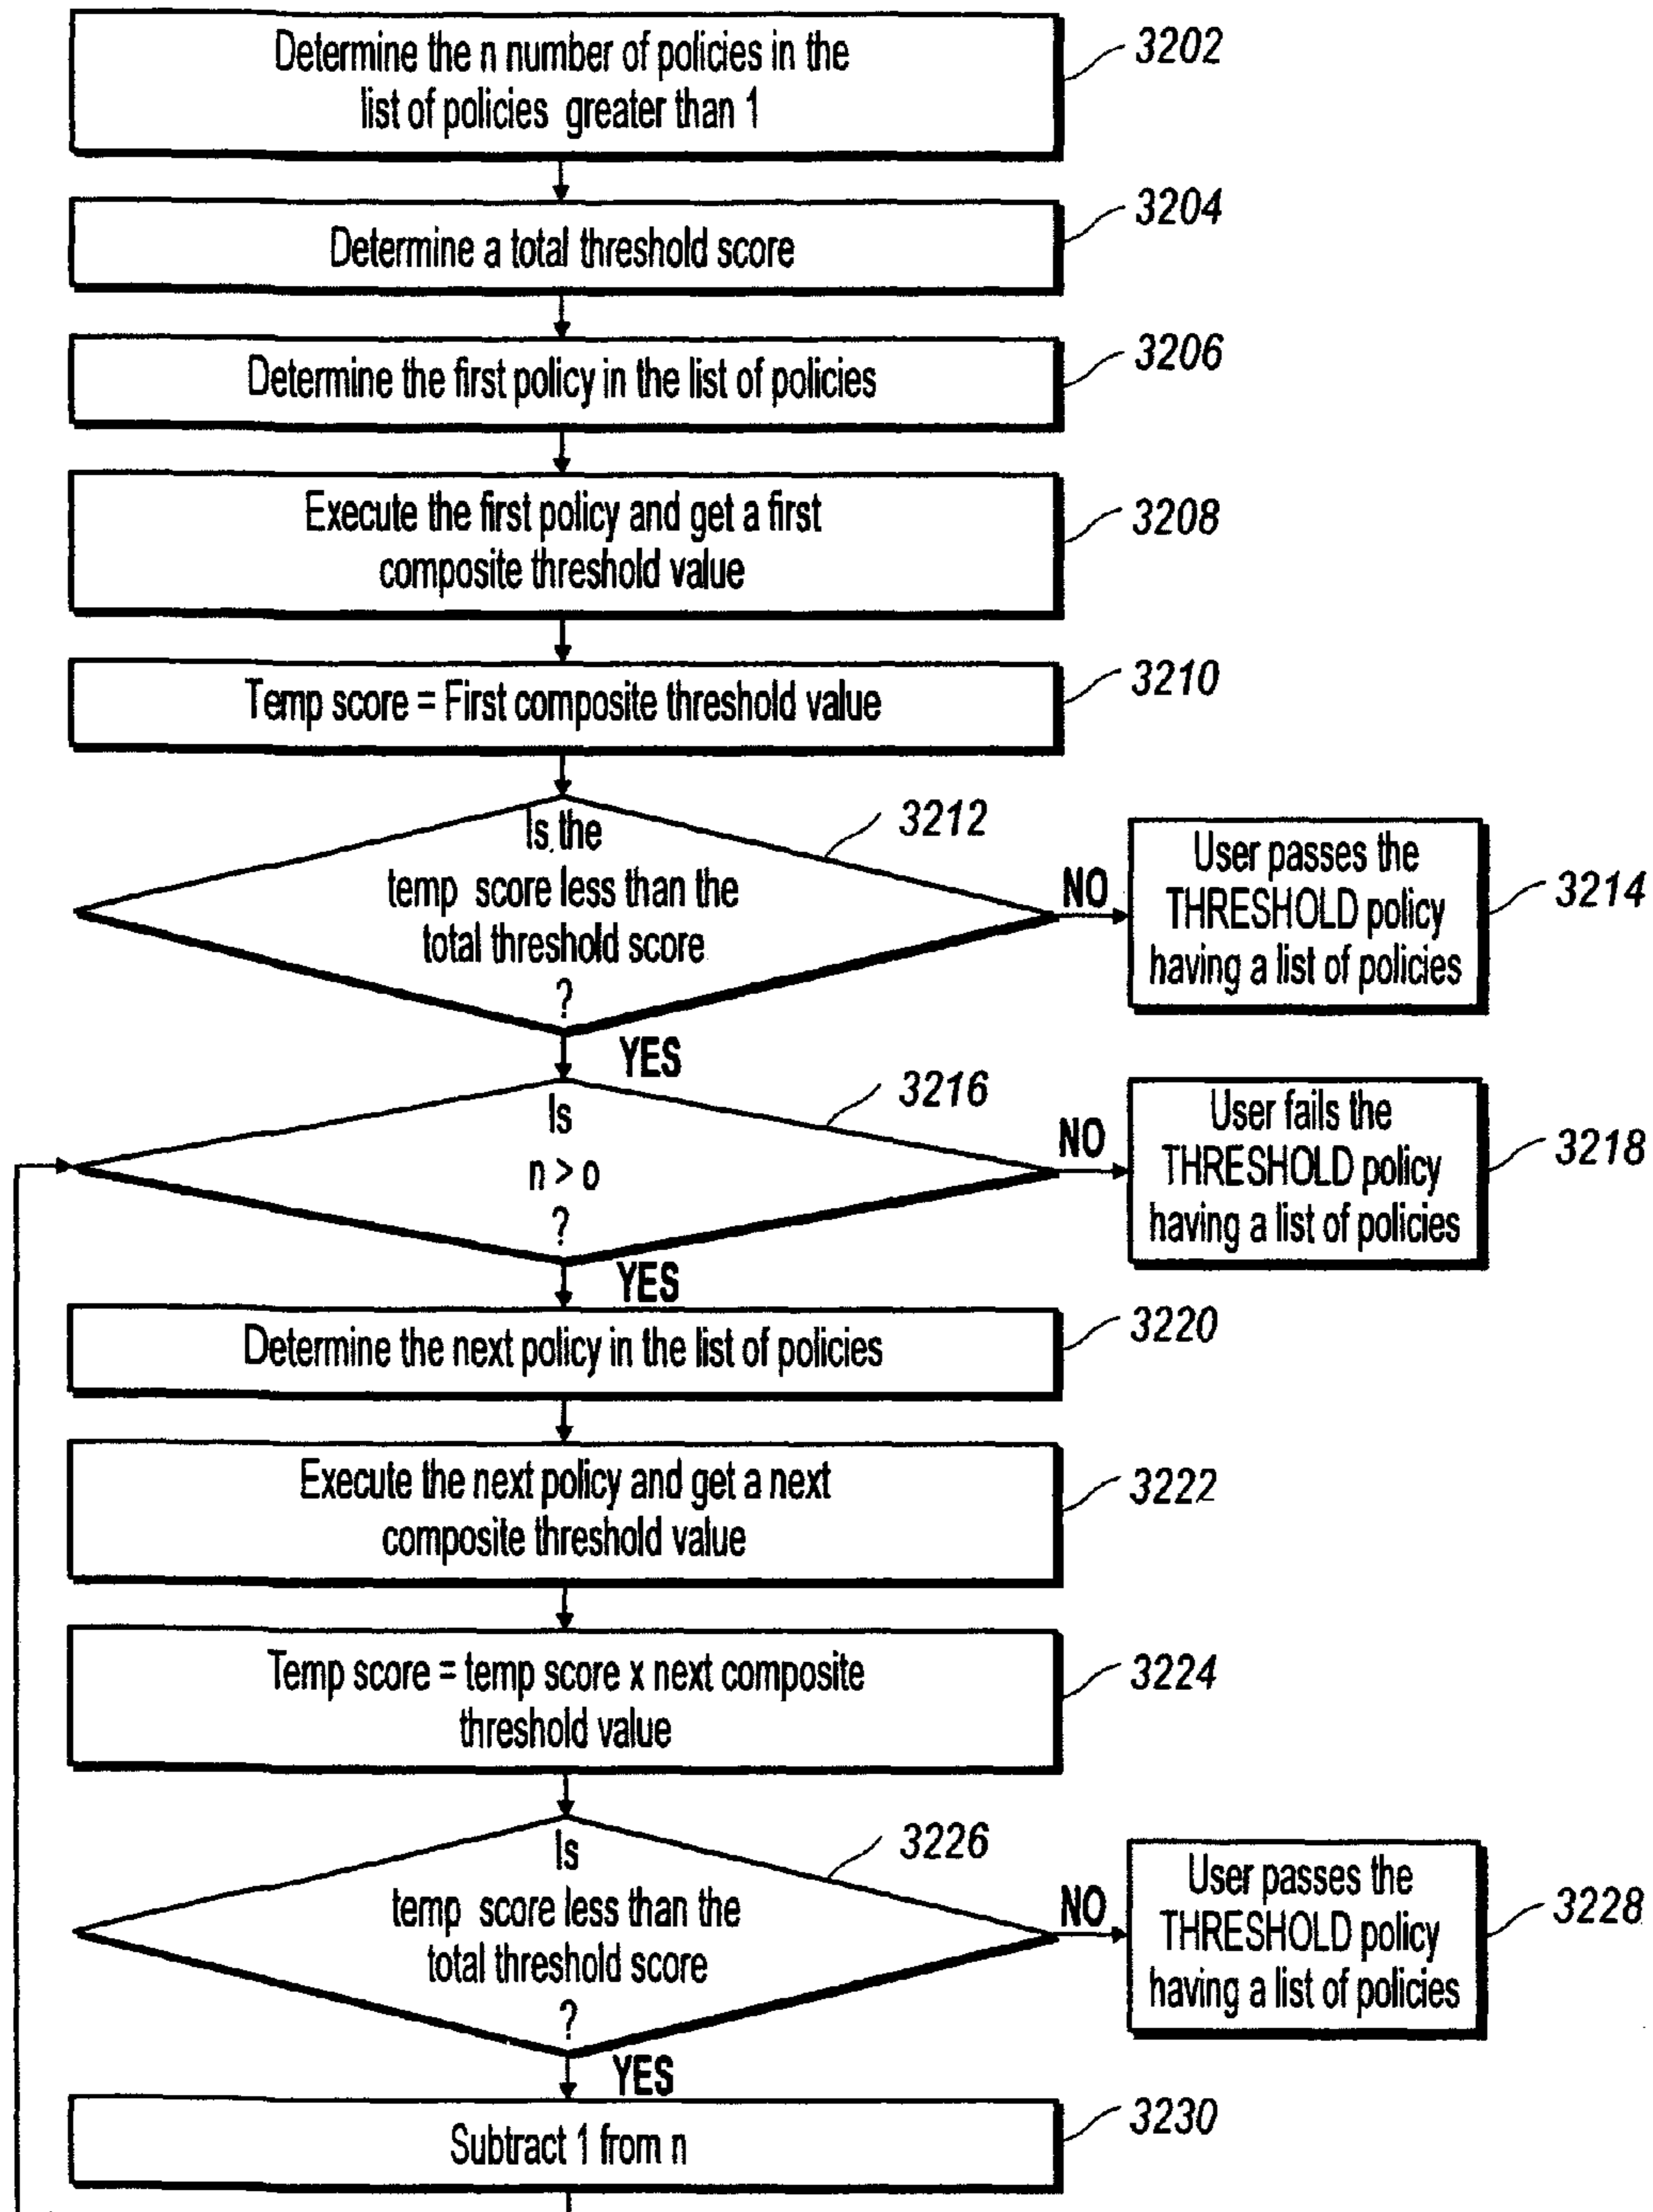 Determine the n number of policies in the
list of policies greater than 1
3202
Determine a total threshold score
3204
Determine the first policy in the list of policies
3206
Execute the first policy and get a first
composite threshold value
3208
Temp score = First composite threshold value
3210
Is the
temp score less than the
total threshold score
?
3212
NO
User passes the
THRESHOLD policy
having a list of policies
3214
YES
Is
n > o
?
3216
NO
User fails the
THRESHOLD policy
having a list of policies
3218
YES
Determine the next policy in the list of policies
3220
Execute the next policy and get a next
composite threshold value
3222
Temp score = temp score x next composite
threshold value
3224
Is
temp score less than the
total threshold score
?
3226
NO
User passes the
THRESHOLD policy
having a list of policies
3228
YES
Subtract 1 from n
3230